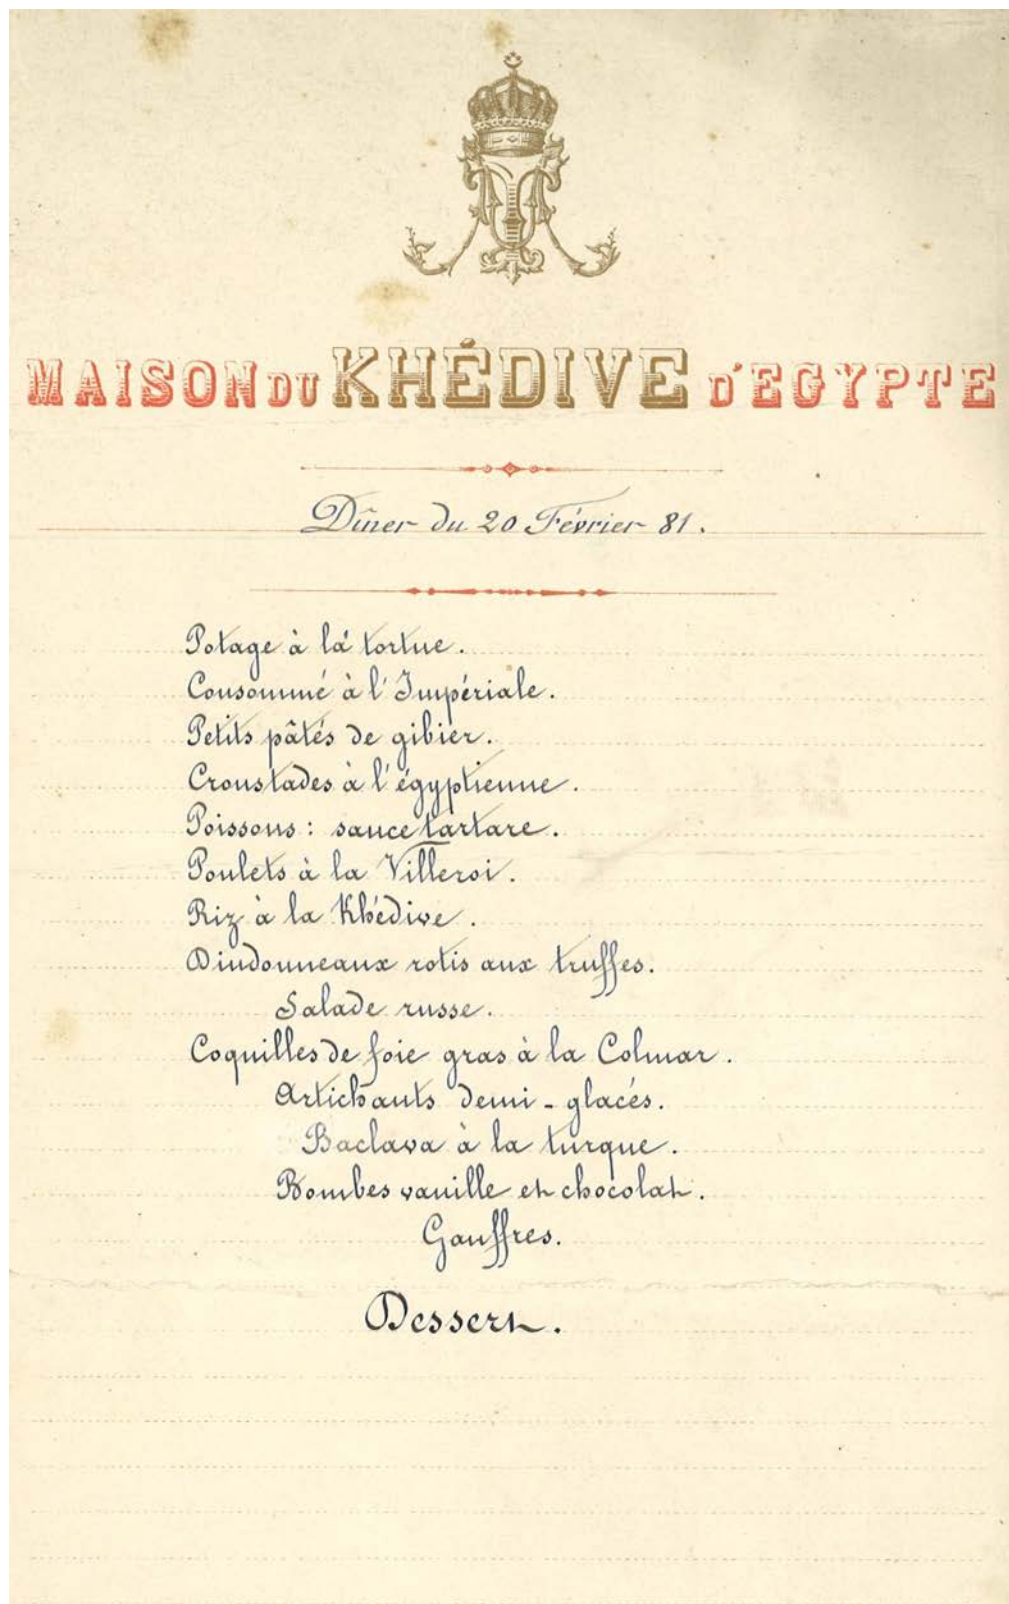 MAISON DU KHÉDIVE D'EGYPTE
Dîner du 20 Février 81.
Potage à la tortue.
Consommé à l'Impériale.
Petits pâtés de gibier.
Croustades à l'égyptienne.
Poissons : sauce tartare.
Poulets à la Villeroi.
Riz à la Khédive.
Dindonneaux rotis aux truffes.
Salade russe.
Coquilles de foie gras à la Colmar.
Artichauts demi-glacés.
Baclava à la turque.
Bombes vanille et chocolat.
Gauffres.
Dessert.